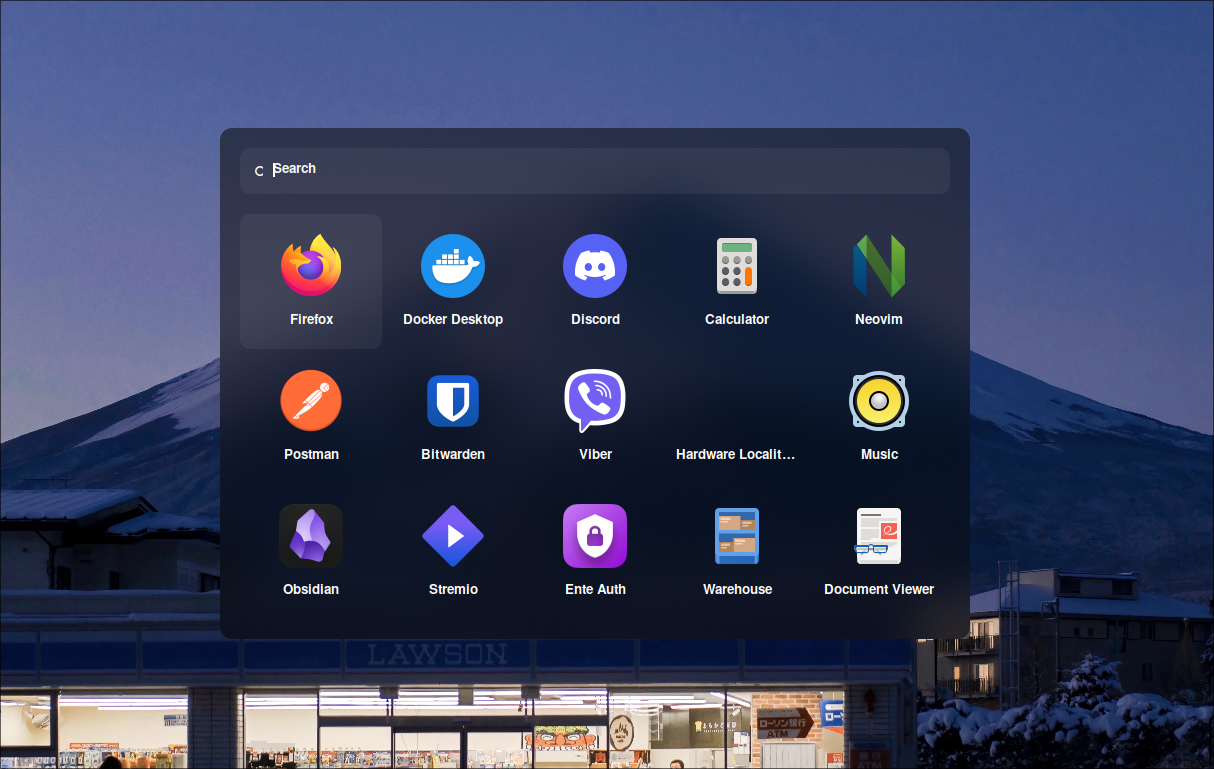 Search
Firefox
Docker Desktop
Discord
Calculator
Neovim
Postman
Bitwarden
Viber
Hardware Localit...
Music
Obsidian
Stremio
Ente Auth
Warehouse
Document Viewer
LAWSON
ローソン銀行
ATM